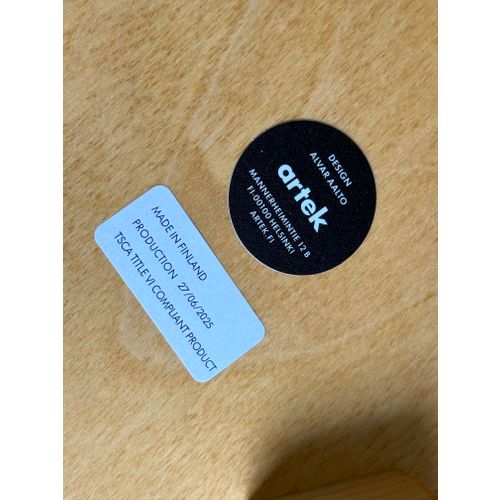 DESIGN
ALVAR AALTO
artek
MANNERHEIMINTIE 12 B
FI-00100 HELSINKI
ARTEK.FI
MADE IN FINLAND
PRODUCTION 27/06/2025
TSCA TITLE VI COMPLIANT PRODUCT